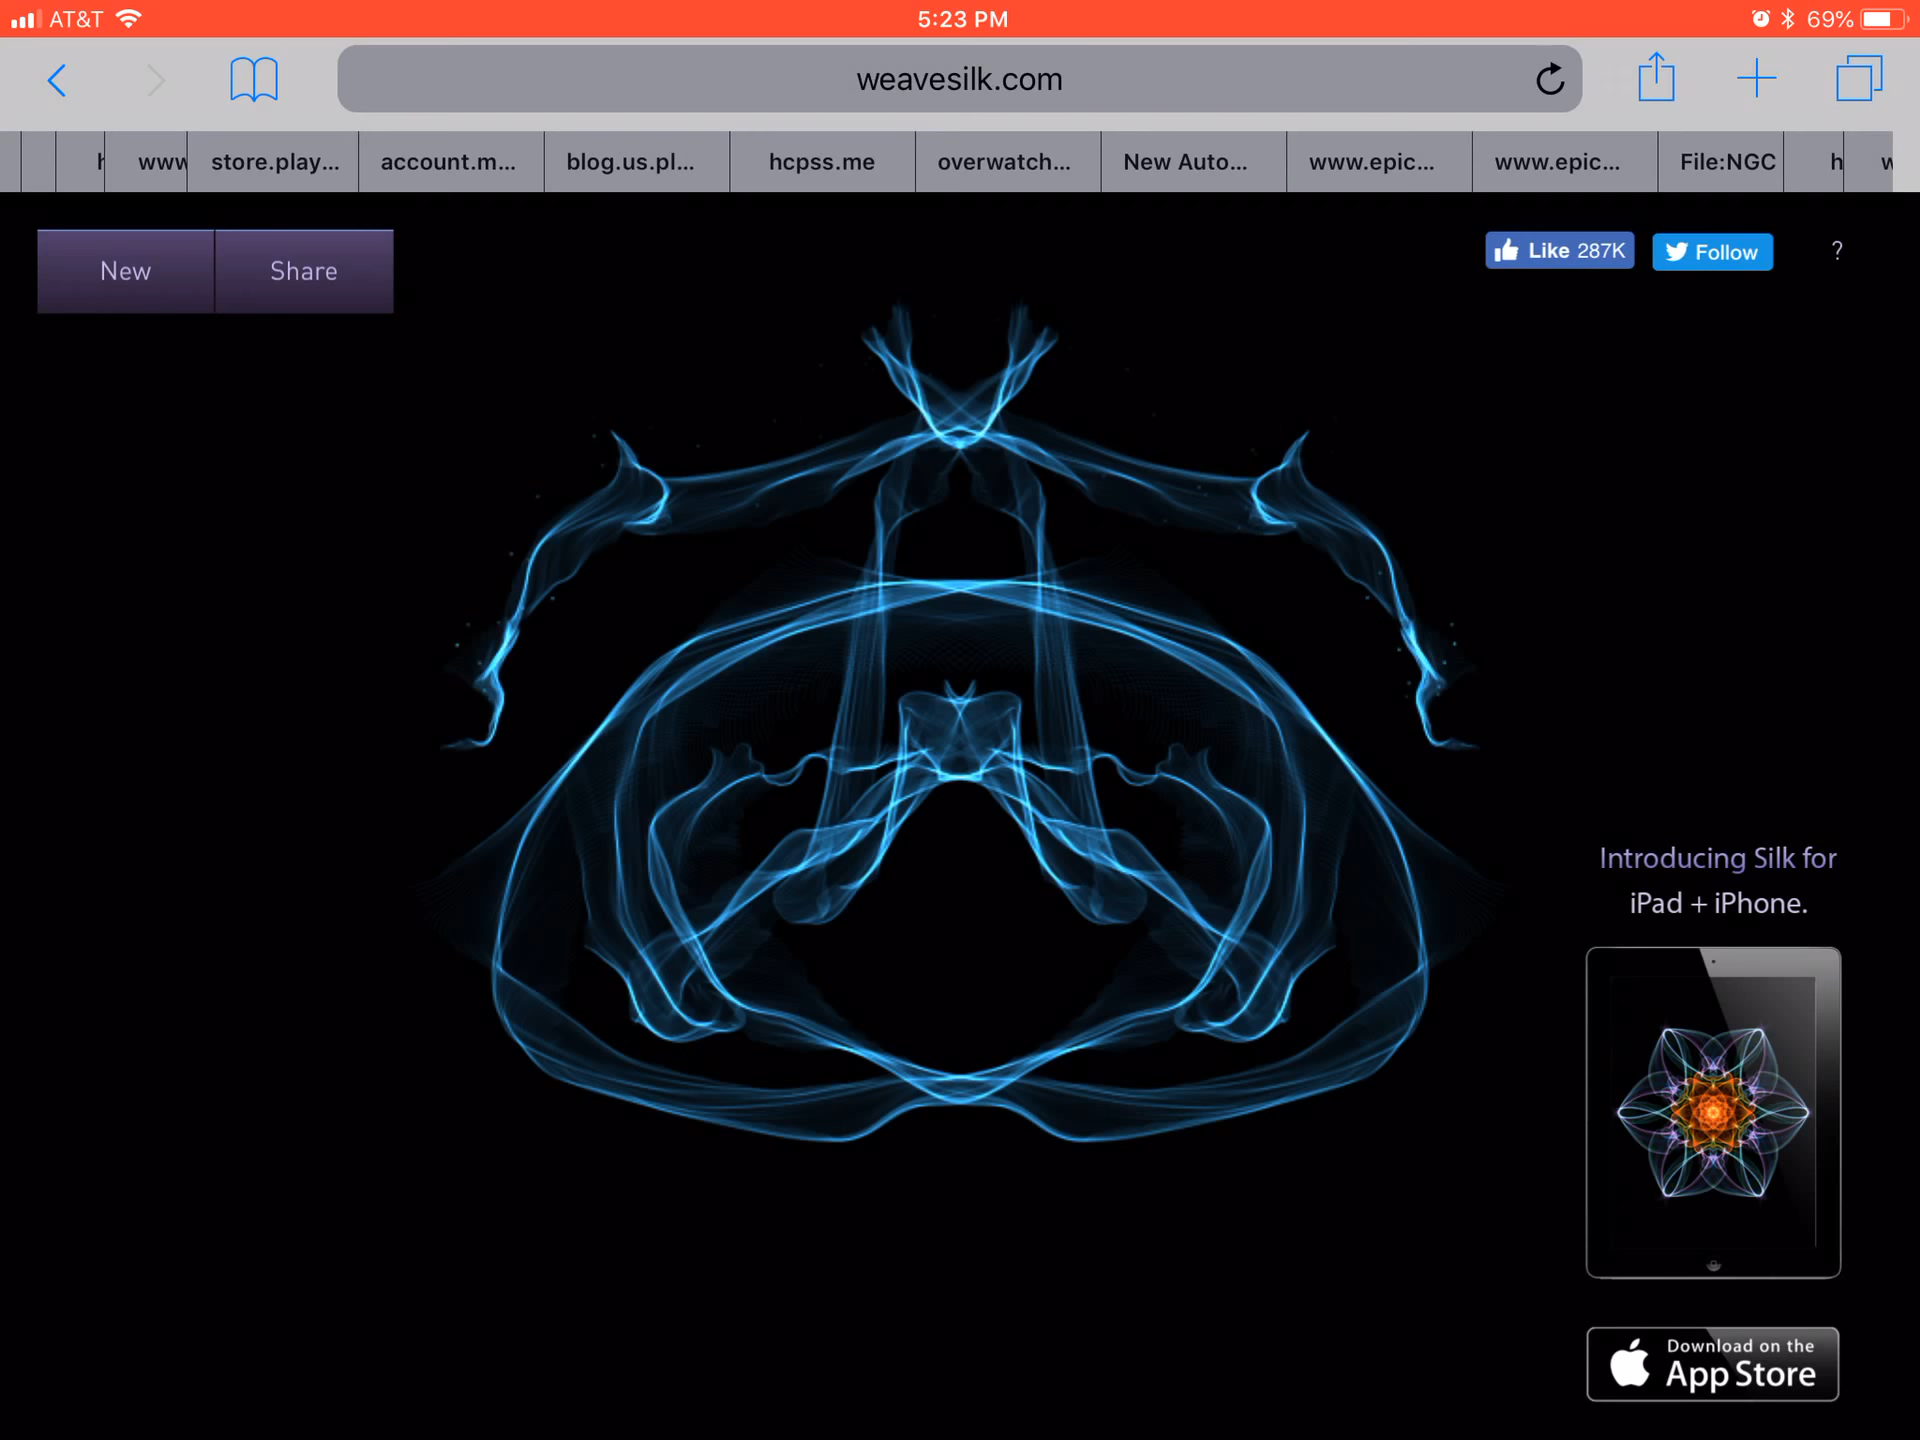 AT&T 5:23 PM 69%
weavesilk.com
h www store.play... account.m... blog.us.pl... hcpss.me overwatch... New Auto... www.epic... www.epic... File:NGC h w
New Share Like 287K Follow ?
Introducing Silk for
iPad + iPhone.
Download on the
App Store